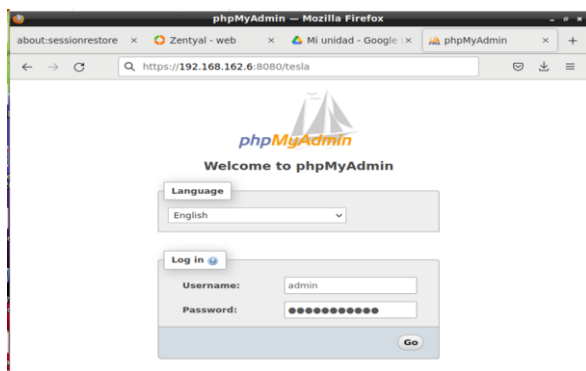 phpMyAdmin — Mozilla Firefox
about:sessionrestore
Zentyal - web
Mi unidad - Google
phpMyAdmin
https://192.168.162.6:8080/tesla
phpMyAdmin
Welcome to phpMyAdmin
Language
English
Log in
Username: admin
Password:
Go